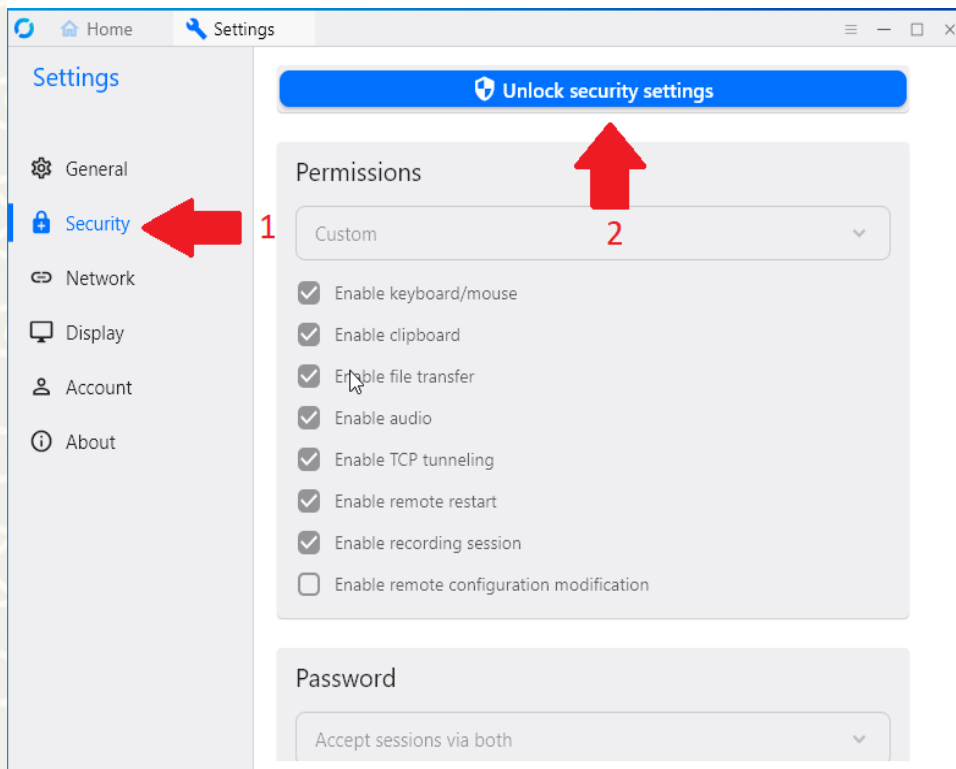 Home
Settings
Settings
Unlock security settings
General
Security
1
Network
Display
Account
About
Permissions
2
Custom
Enable keyboard/mouse
Enable clipboard
Enable file transfer
Enable audio
Enable TCP tunneling
Enable remote restart
Enable recording session
Enable remote configuration modification
Password
Accept sessions via both